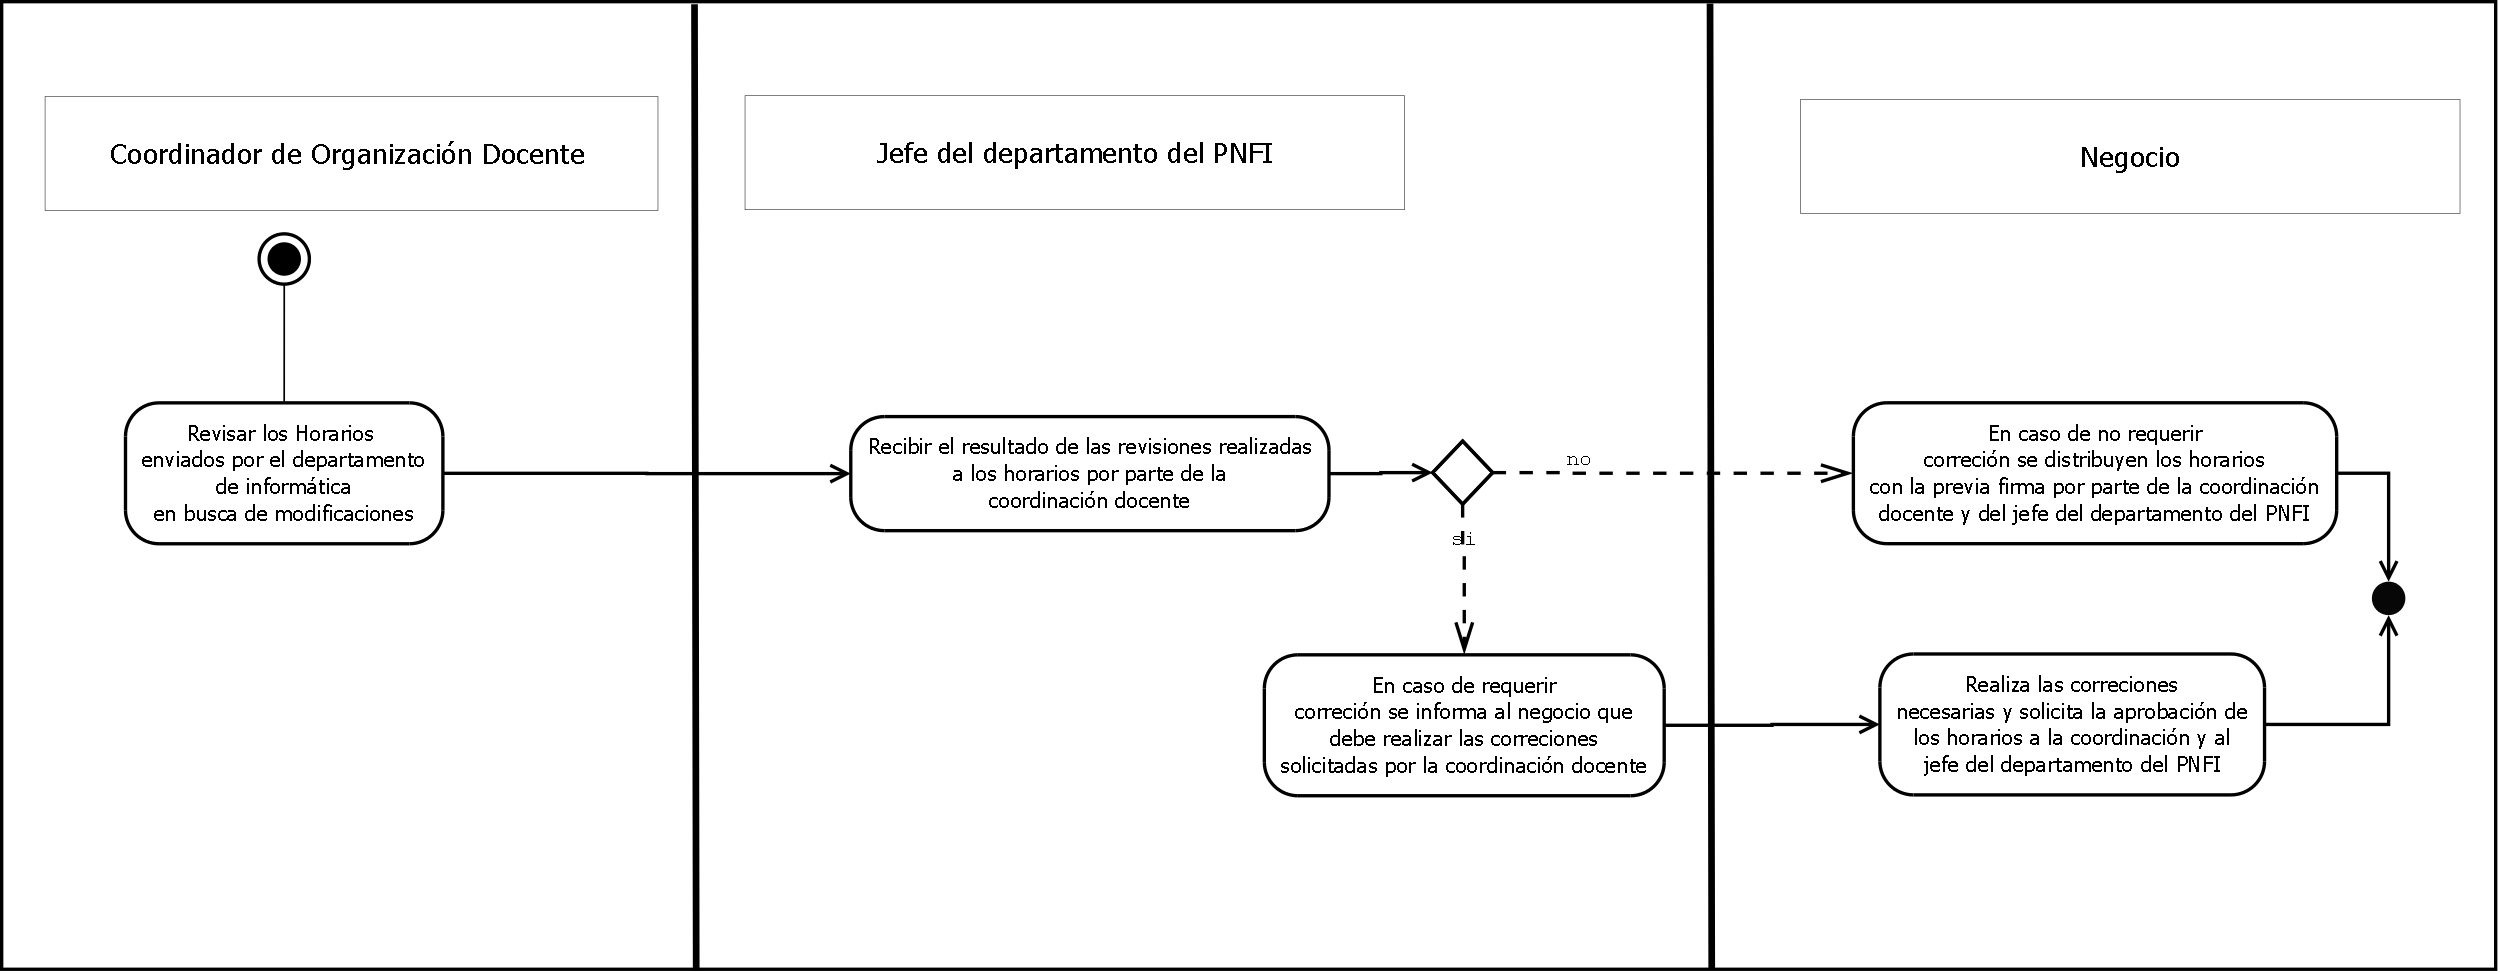 Coordinador de Organización Docente
Jefe del departamento del PNFI
Negocio
Revisar los Horarios
enviados por el departamento
de informática
en busca de modificaciones
Recibir el resultado de las revisiones realizadas
a los horarios por parte de la
coordinación docente
no
si
En caso de no requerir
correción se distribuyen los horarios
con la previa firma por parte de la coordinación
docente y del jefe del departamento del PNFI
En caso de requerir
correción se informa al negocio que
debe realizar las correciones
solicitadas por la coordinación docente
Realiza las correciones
necesarias y solicita la aprobación de
los horarios a la coordinación y al
jefe del departamento del PNFI